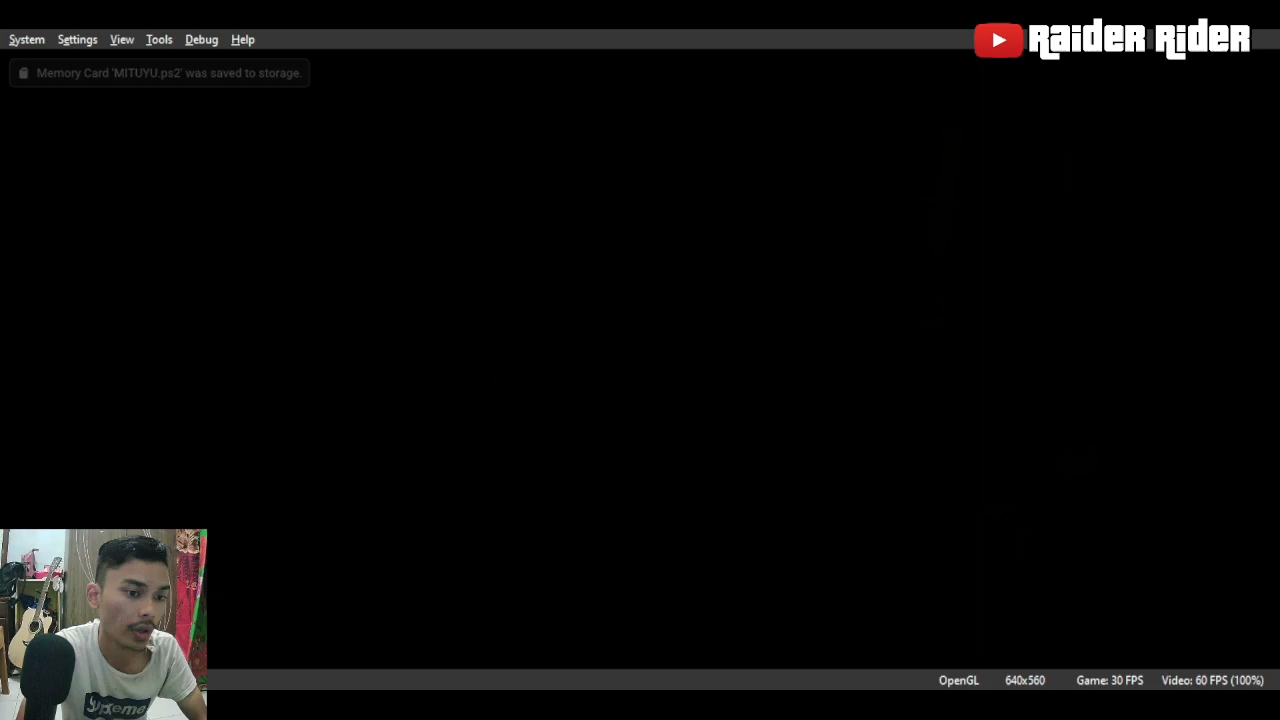 RAIDER RIDER
System Settings View Tools Debug Help
Memory Card 'MITUYU.ps2' was saved to storage.
Supreme
OpenGL 640x560 Game: 30 FPS Video: 60 FPS (100%)